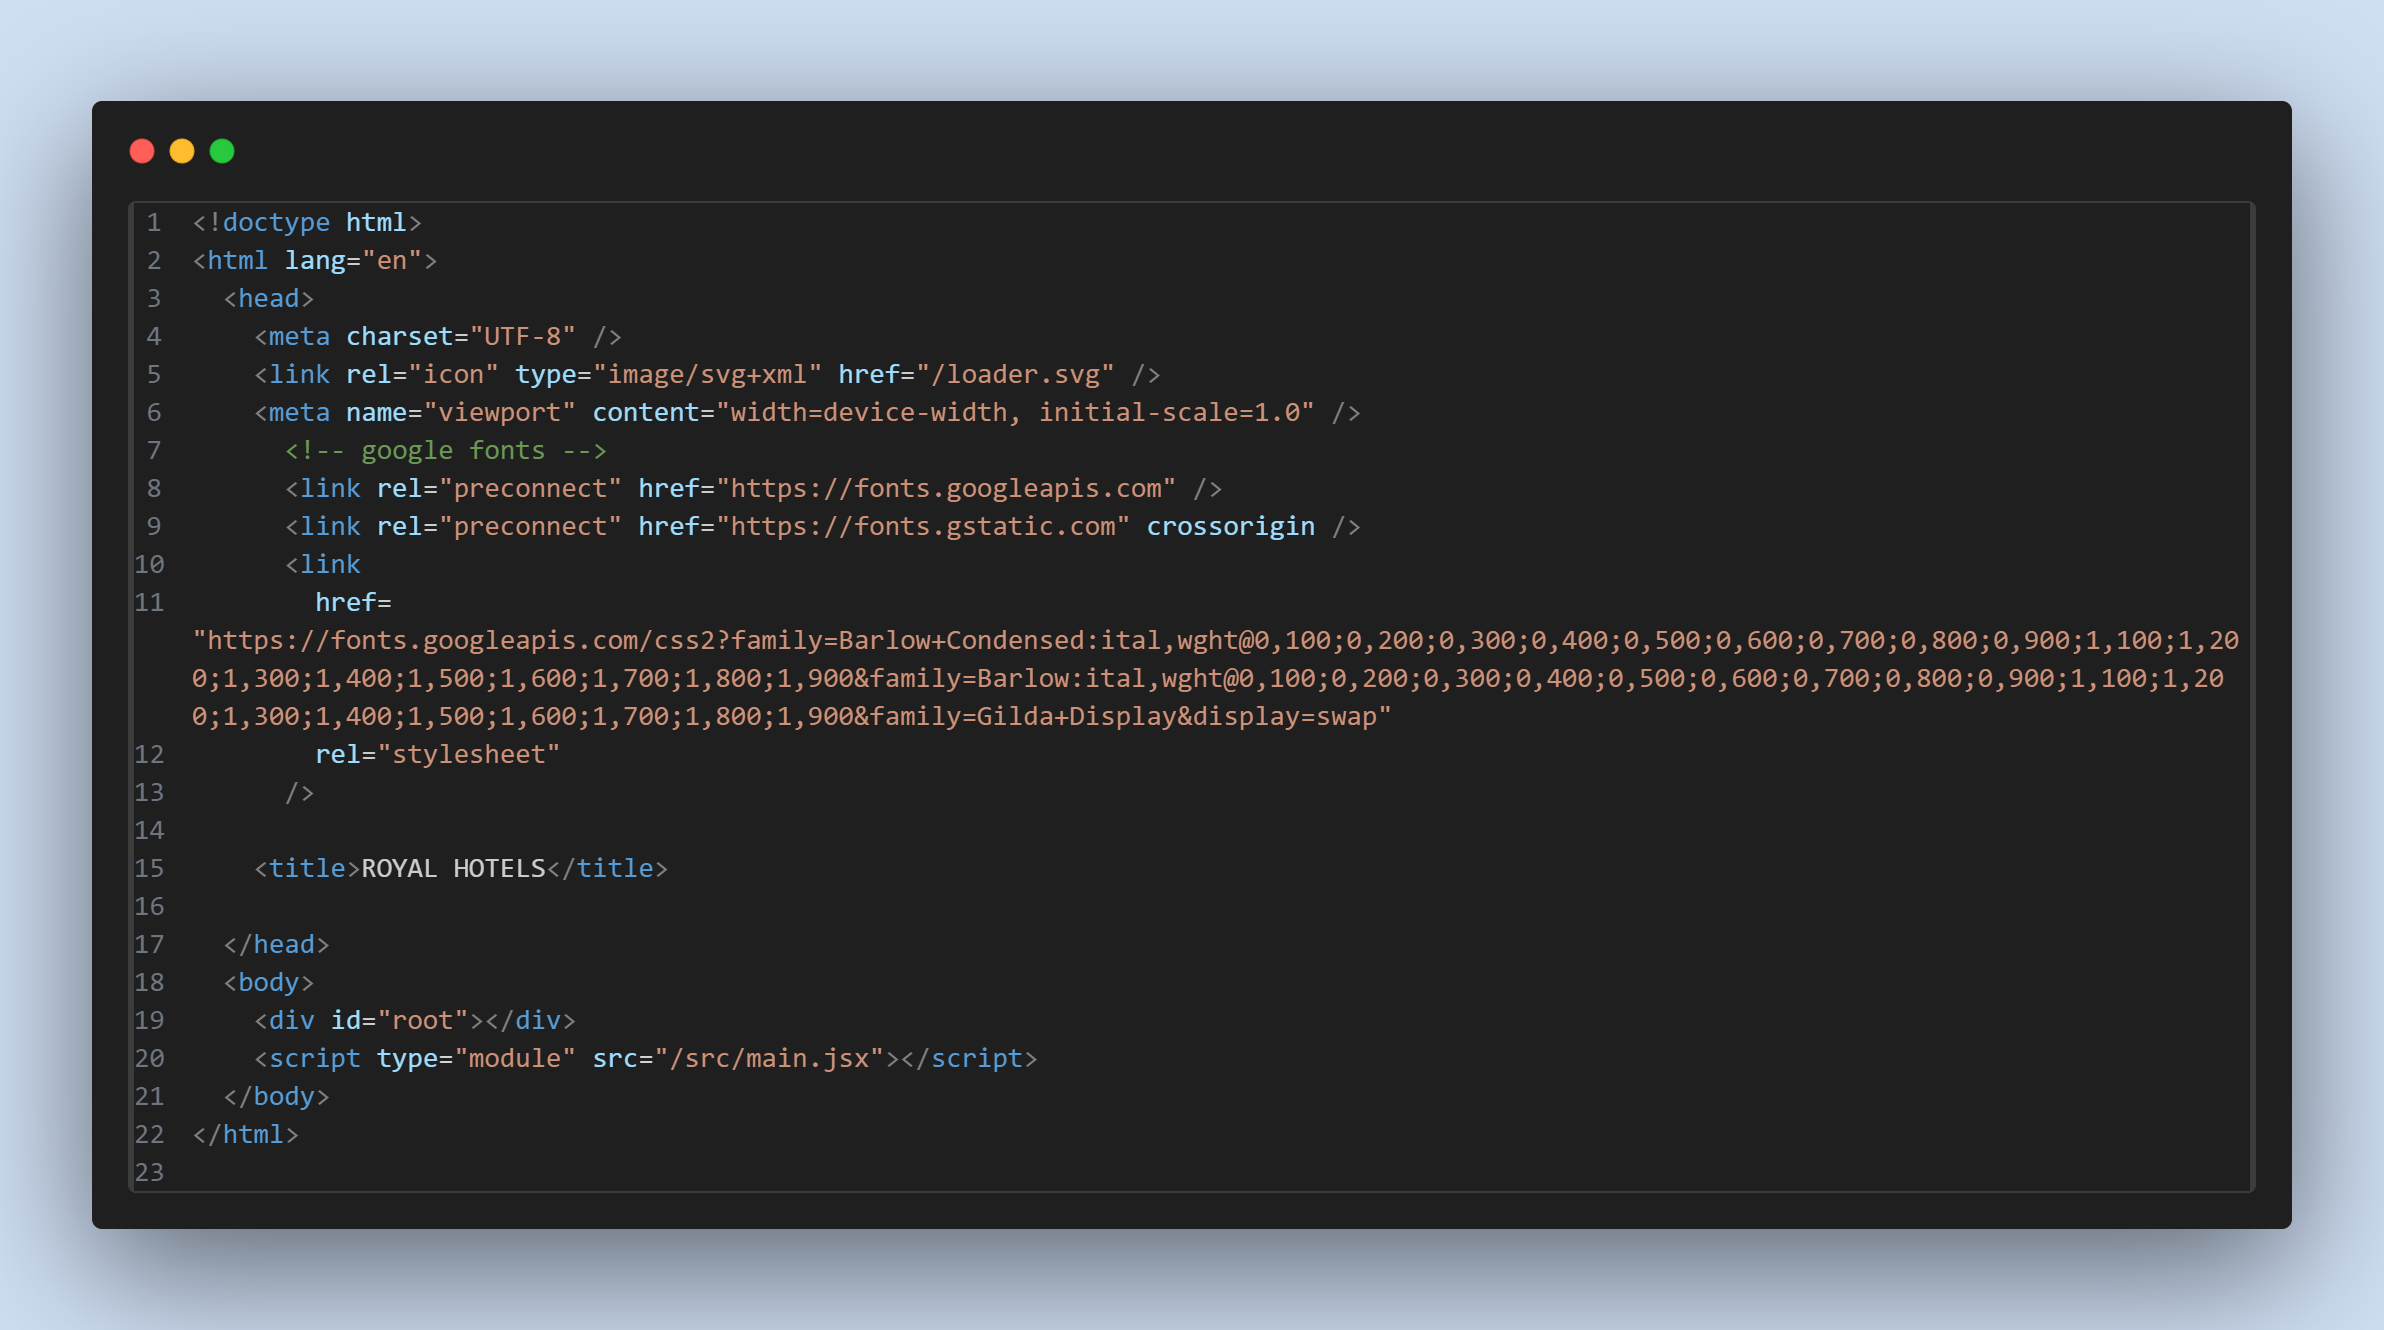 1 <!doctype html>
2 <html lang="en">
3   <head>
4     <meta charset="UTF-8" />
5     <link rel="icon" type="image/svg+xml" href="/loader.svg" />
6     <meta name="viewport" content="width=device-width, initial-scale=1.0" />
7       <!-- google fonts -->
8       <link rel="preconnect" href="https://fonts.googleapis.com" />
9       <link rel="preconnect" href="https://fonts.gstatic.com" crossorigin />
10       <link
11         href=
"https://fonts.googleapis.com/css2?family=Barlow+Condensed:ital,wght@0,100;0,200;0,300;0,400;0,500;0,600;0,700;0,800;0,900;1,100;1,20
0;1,300;1,400;1,500;1,600;1,700;1,800;1,900&family=Barlow:ital,wght@0,100;0,200;0,300;0,400;0,500;0,600;0,700;0,800;0,900;1,100;1,20
0;1,300;1,400;1,500;1,600;1,700;1,800;1,900&family=Gilda+Display&display=swap"
12         rel="stylesheet"
13       />
14
15     <title>ROYAL HOTELS</title>
16
17   </head>
18   <body>
19     <div id="root"></div>
20     <script type="module" src="/src/main.jsx"></script>
21   </body>
22 </html>
23